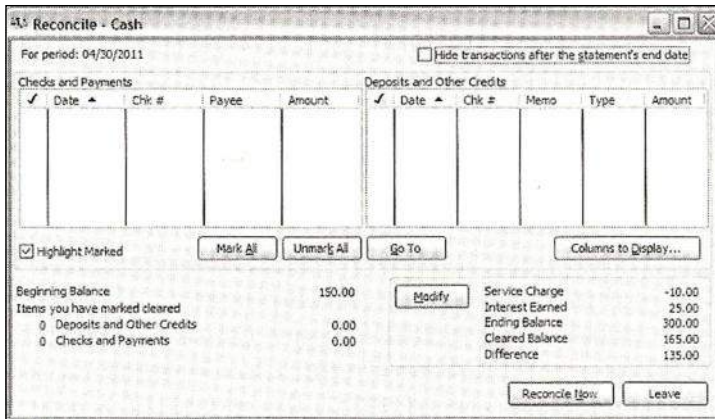 Reconcile - Cash
For period: 04/30/2011
Hide transactions after the statement's end date
Checks and Payments
Date Chk # Payee Amount
Deposits and Other Credits
Date Chk # Memo Type Amount
Highlight Marked
Mark All
Unmark All
Go To
Columns to Display...
Beginning Balance 150.00
Items you have marked cleared
0 Deposits and Other Credits 0.00
0 Checks and Payments 0.00
Modify
Service Charge -10.00
Interest Earned 25.00
Ending Balance 300.00
Cleared Balance 165.00
Difference 135.00
Reconcile Now
Leave